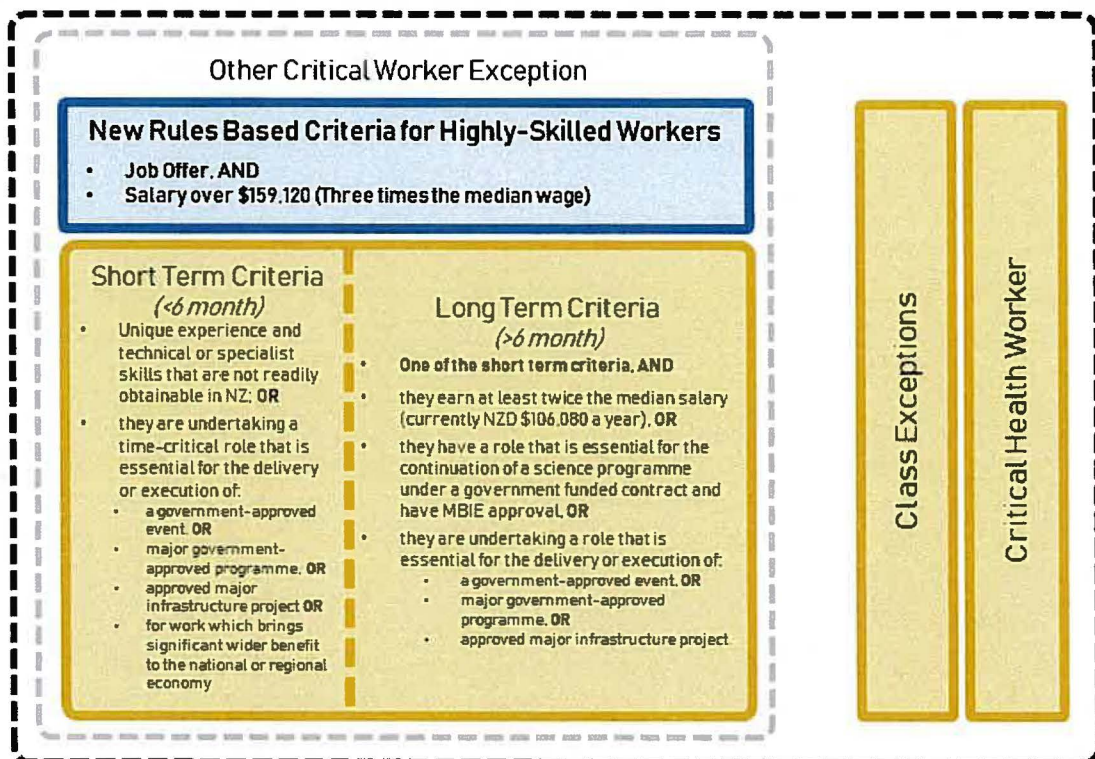 Other Critical Worker Exception
New Rules Based Criteria for Highly-Skilled Workers
• Job Offer, AND
• Salary over $159,120 (Three times the median wage)
Short Term Criteria
(<6 month)
• Unique experience and
technical or specialist
skills that are not readily
obtainable in NZ; OR
• they are undertaking a
time-critical role that is
essential for the delivery
or execution of:
• a government-approved
event, OR
• major government-
approved programme, OR
• approved major
infrastructure project OR
• for work which brings
significant wider benefit
to the national or regional
economy
Long Term Criteria
(>6 month)
• One of the short term criteria, AND
• they earn at least twice the median salary
(currently NZD $106,080 a year), OR
• they have a role that is essential for the
continuation of a science programme
under a government funded contract and
have MBIE approval, OR
• they are undertaking a role that is
essential for the delivery or execution of:
• a government-approved event, OR
• major government-approved
programme, OR
• approved major infrastructure project
Class Exceptions
Critical Health Worker